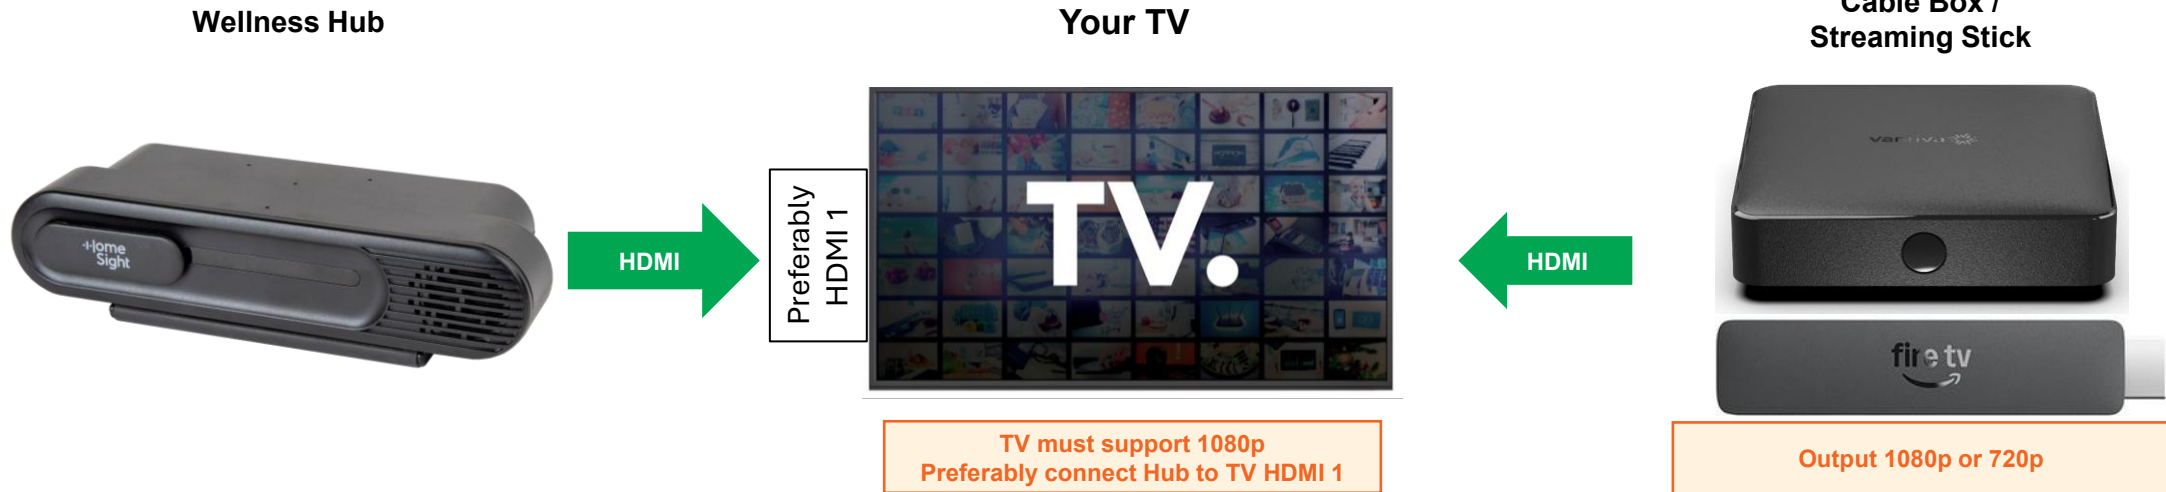 Wellness Hub
Your TV
Cable Box /
Streaming Stick
Home
Sight
HDMI
Preferably
HDMI 1
TV.
HDMI
vantiva
fire tv
TV must support 1080p
Preferably connect Hub to TV HDMI 1
Output 1080p or 720p